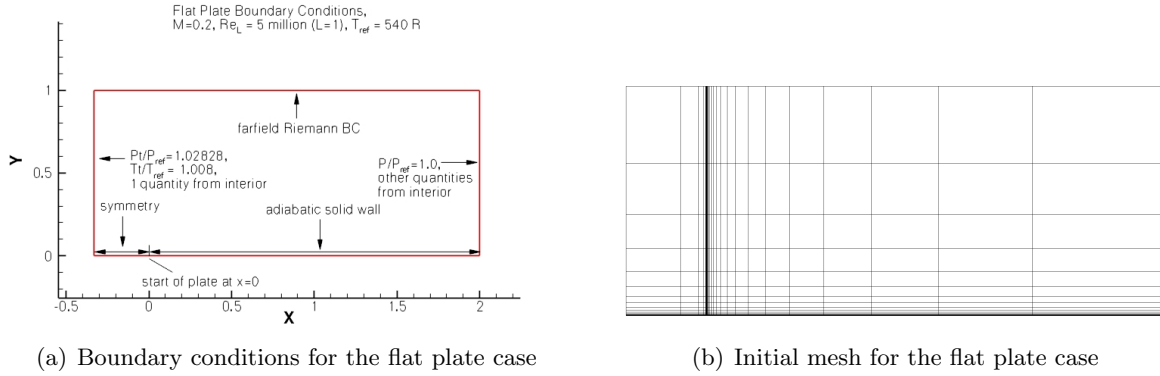 Flat Plate Boundary Conditions,
M=0.2, Re_L = 5 million (L=1), T_ref = 540 R
1
farfield Riemann BC
Y
Pt/P_ref=1.02828,
Tt/T_ref = 1.008,
1 quantity from interior
P/P_ref=1.0,
other quantities
from interior
0.5
symmetry
adiabatic solid wall
0
start of plate at x=0
-0.5 0 0.5 1 1.5 2
X
(a) Boundary conditions for the flat plate case
(b) Initial mesh for the flat plate case